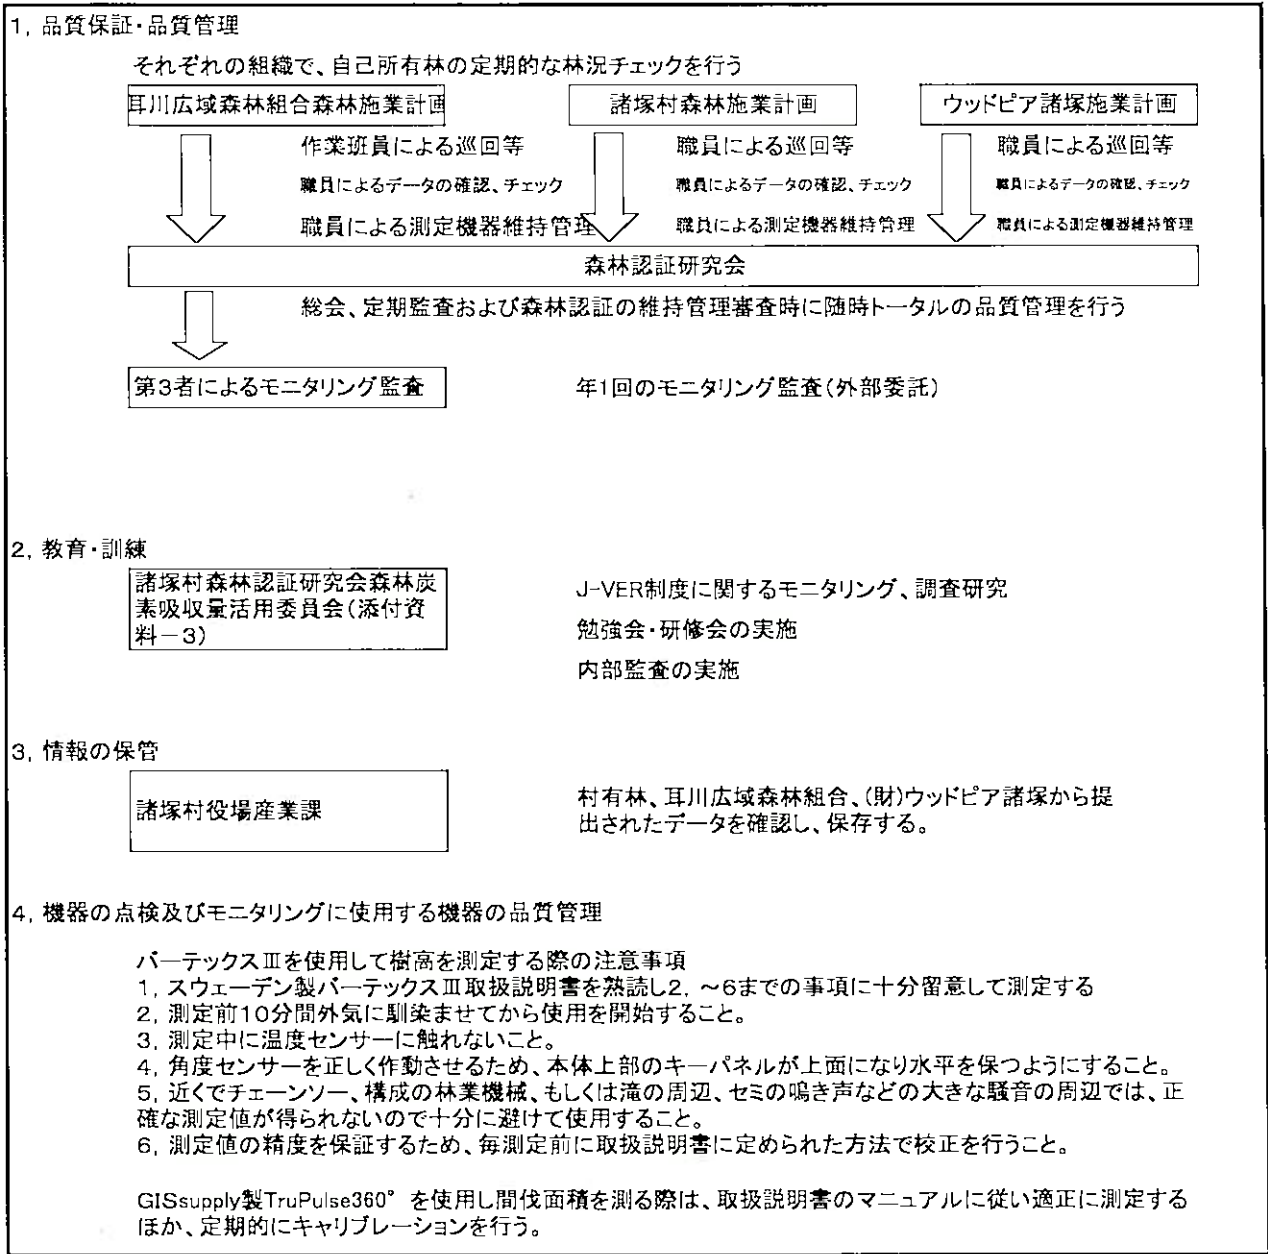 1, 品質保証・品質管理
それぞれの組織で、自己所有林の定期的な林況チェックを行う
耳川広域森林組合森林施業計画
諸塚村森林施業計画
ウッドピア諸塚施業計画
作業班員による巡回等
職員による巡回等
職員による巡回等
職員によるデータの確認、チェック
職員によるデータの確認、チェック
職員によるデータの確認、チェック
職員による測定機器維持管理
職員による測定機器維持管理
職員による測定機器維持管理
森林認証研究会
総会、定期監査および森林認証の維持管理審査時に随時トータルの品質管理を行う
第3者によるモニタリング監査
年1回のモニタリング監査(外部委託)
2, 教育・訓練
諸塚村森林認証研究会森林炭
素吸収量活用委員会(添付資
料-3)
J-VER制度に関するモニタリング、調査研究
勉強会・研修会の実施
内部監査の実施
3, 情報の保管
諸塚村役場産業課
村有林、耳川広域森林組合、(財)ウッドピア諸塚から提
出されたデータを確認し、保存する。
4, 機器の点検及びモニタリングに使用する機器の品質管理
バーテックスⅢを使用して樹高を測定する際の注意事項
1, スウェーデン製バーテックスⅢ取扱説明書を熟読し2, ~6までの事項に十分留意して測定する
2, 測定前10分間外気に馴染ませてから使用を開始すること。
3, 測定中に温度センサーに触れないこと。
4, 角度センサーを正しく作動させるため、本体上部のキーパネルが上面になり水平を保つようにすること。
5, 近くでチェーンソー、構成の林業機械、もしくは滝の周辺、セミの鳴き声などの大きな騒音の周辺では、正
確な測定値が得られないので十分に避けて使用すること。
6, 測定値の精度を保証するため、毎測定前に取扱説明書に定められた方法で校正を行うこと。
GISsupply製TruPulse360°を使用し間伐面積を測る際は、取扱説明書のマニュアルに従い適正に測定する
ほか、定期的にキャリブレーションを行う。